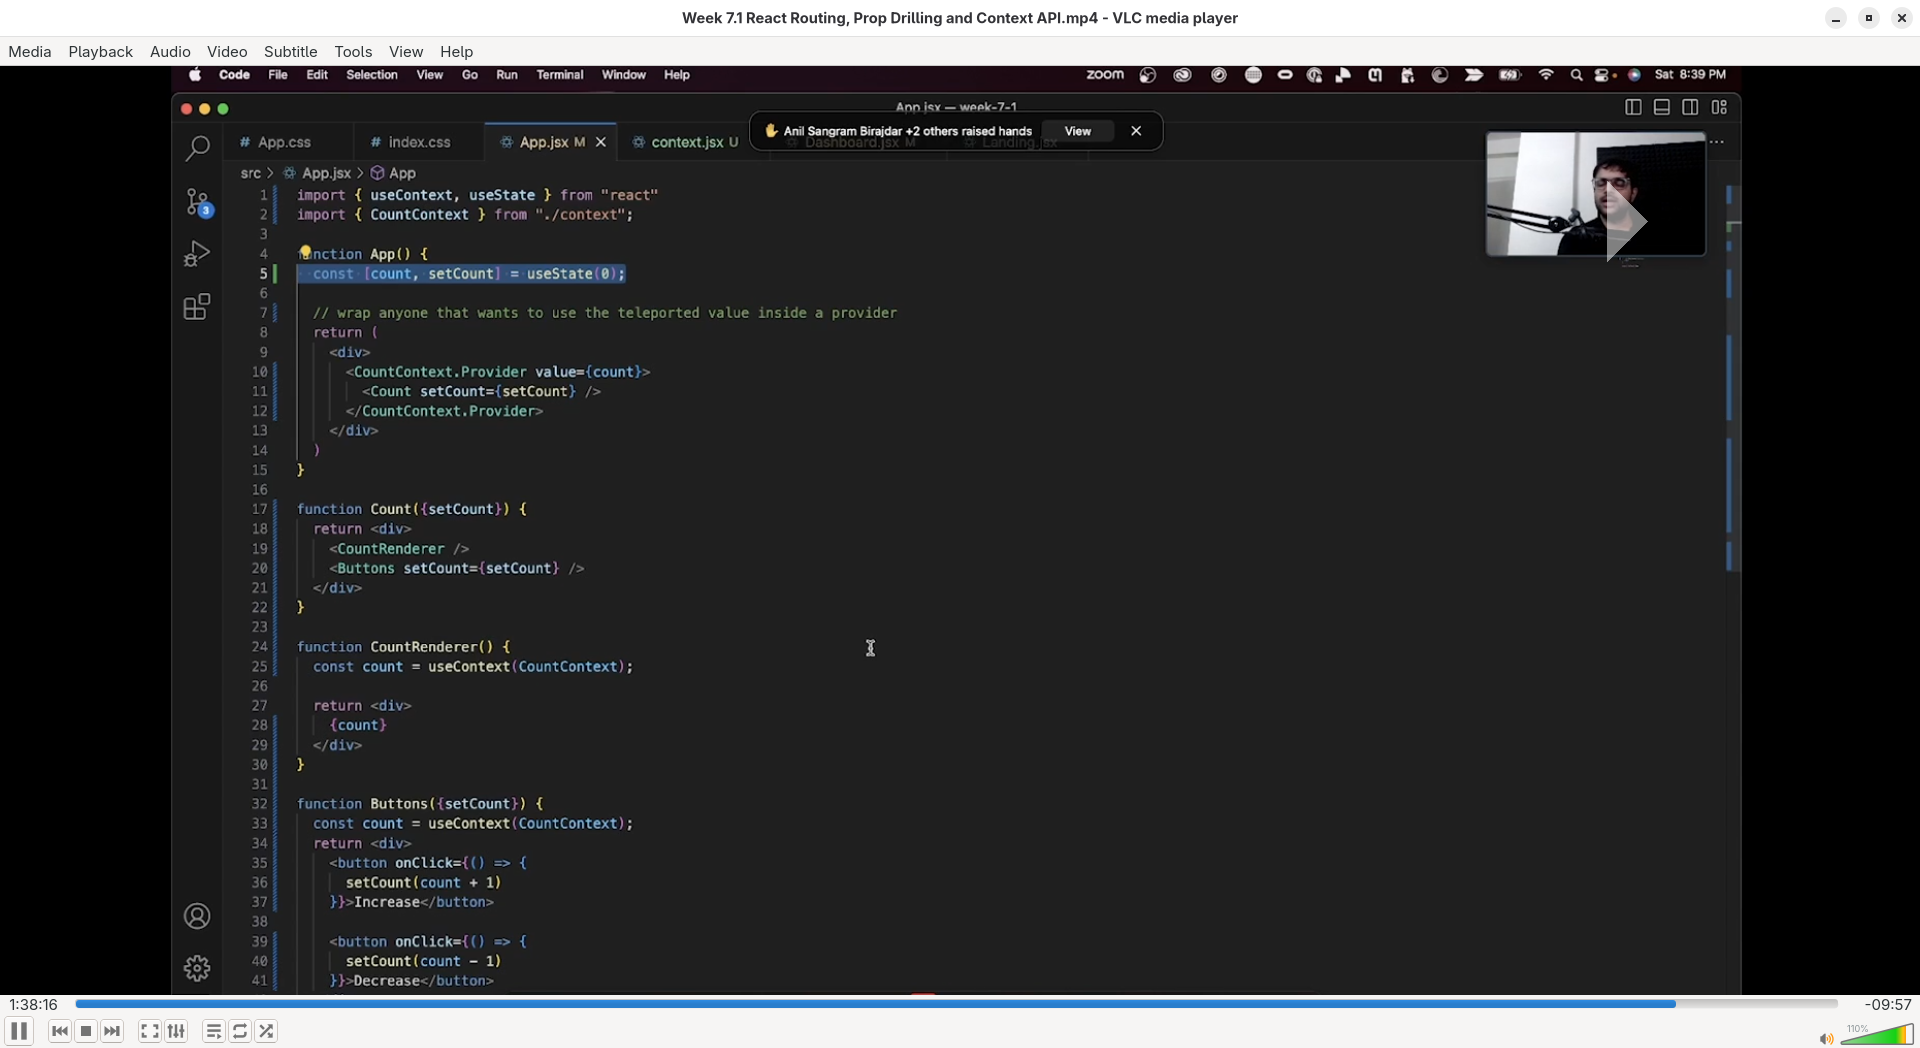 Week 7.1 React Routing, Prop Drilling and Context API.mp4 - VLC media player
Media Playback Audio Video Subtitle Tools View Help
Code File Edit Selection View Go Run Terminal Window Help zoom Sat 8:39 PM
App.jsx — week-7-1
Anil Sangram Birajdar +2 others raised hands View
# App.css # index.css App.jsx M context.jsx U Dashboard.jsx M Landing.jsx
src > App.jsx > App
3
1 import { useContext, useState } from "react"
2 import { CountContext } from "./context";
3
4 function App() {
5 const [count, setCount] = useState(0);
6
7 // wrap anyone that wants to use the teleported value inside a provider
8 return (
9 <div>
10 <CountContext.Provider value={count}>
11 <Count setCount={setCount} />
12 </CountContext.Provider>
13 </div>
14 )
15 }
16
17 function Count({setCount}) {
18 return <div>
19 <CountRenderer />
20 <Buttons setCount={setCount} />
21 </div>
22 }
23
24 function CountRenderer() {
25 const count = useContext(CountContext);
26
27 return <div>
28 {count}
29 </div>
30 }
31
32 function Buttons({setCount}) {
33 const count = useContext(CountContext);
34 return <div>
35 <button onClick={() => {
36 setCount(count + 1)
37 }}>Increase</button>
38
39 <button onClick={() => {
40 setCount(count - 1)
41 }}>Decrease</button>
1:38:16 -09:57
110%